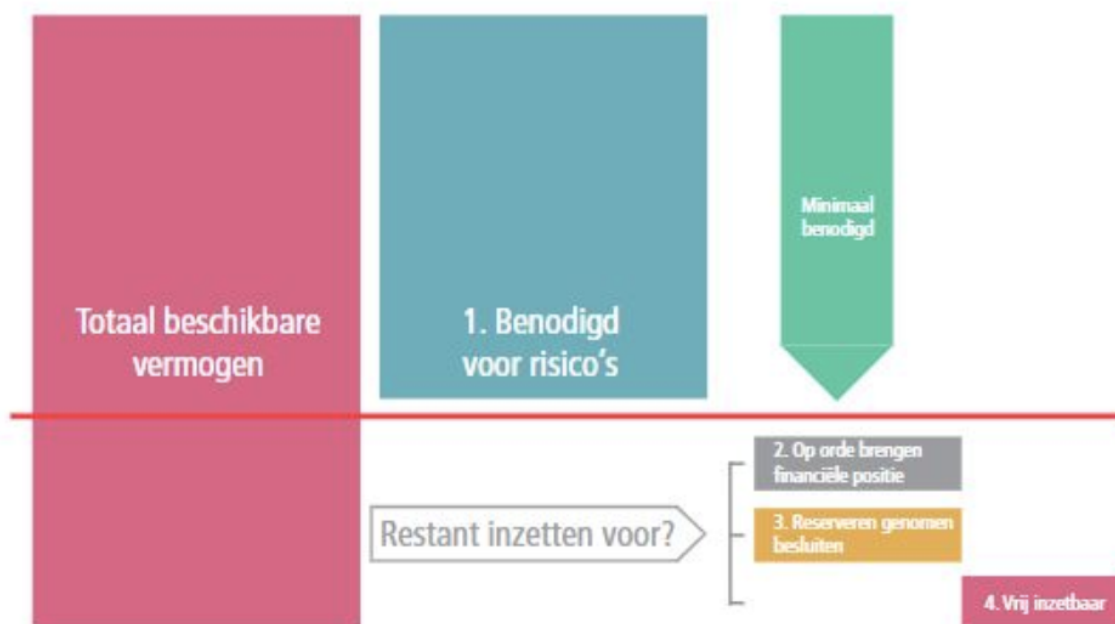 Totaal beschikbare
vermogen
1. Benodigd
voor risico's
Minimaal
benodigd
Restant inzetten voor?
2. Op orde brengen
financiële positie
3. Reserveren genomen
besluiten
4. Vrij inzetbaar